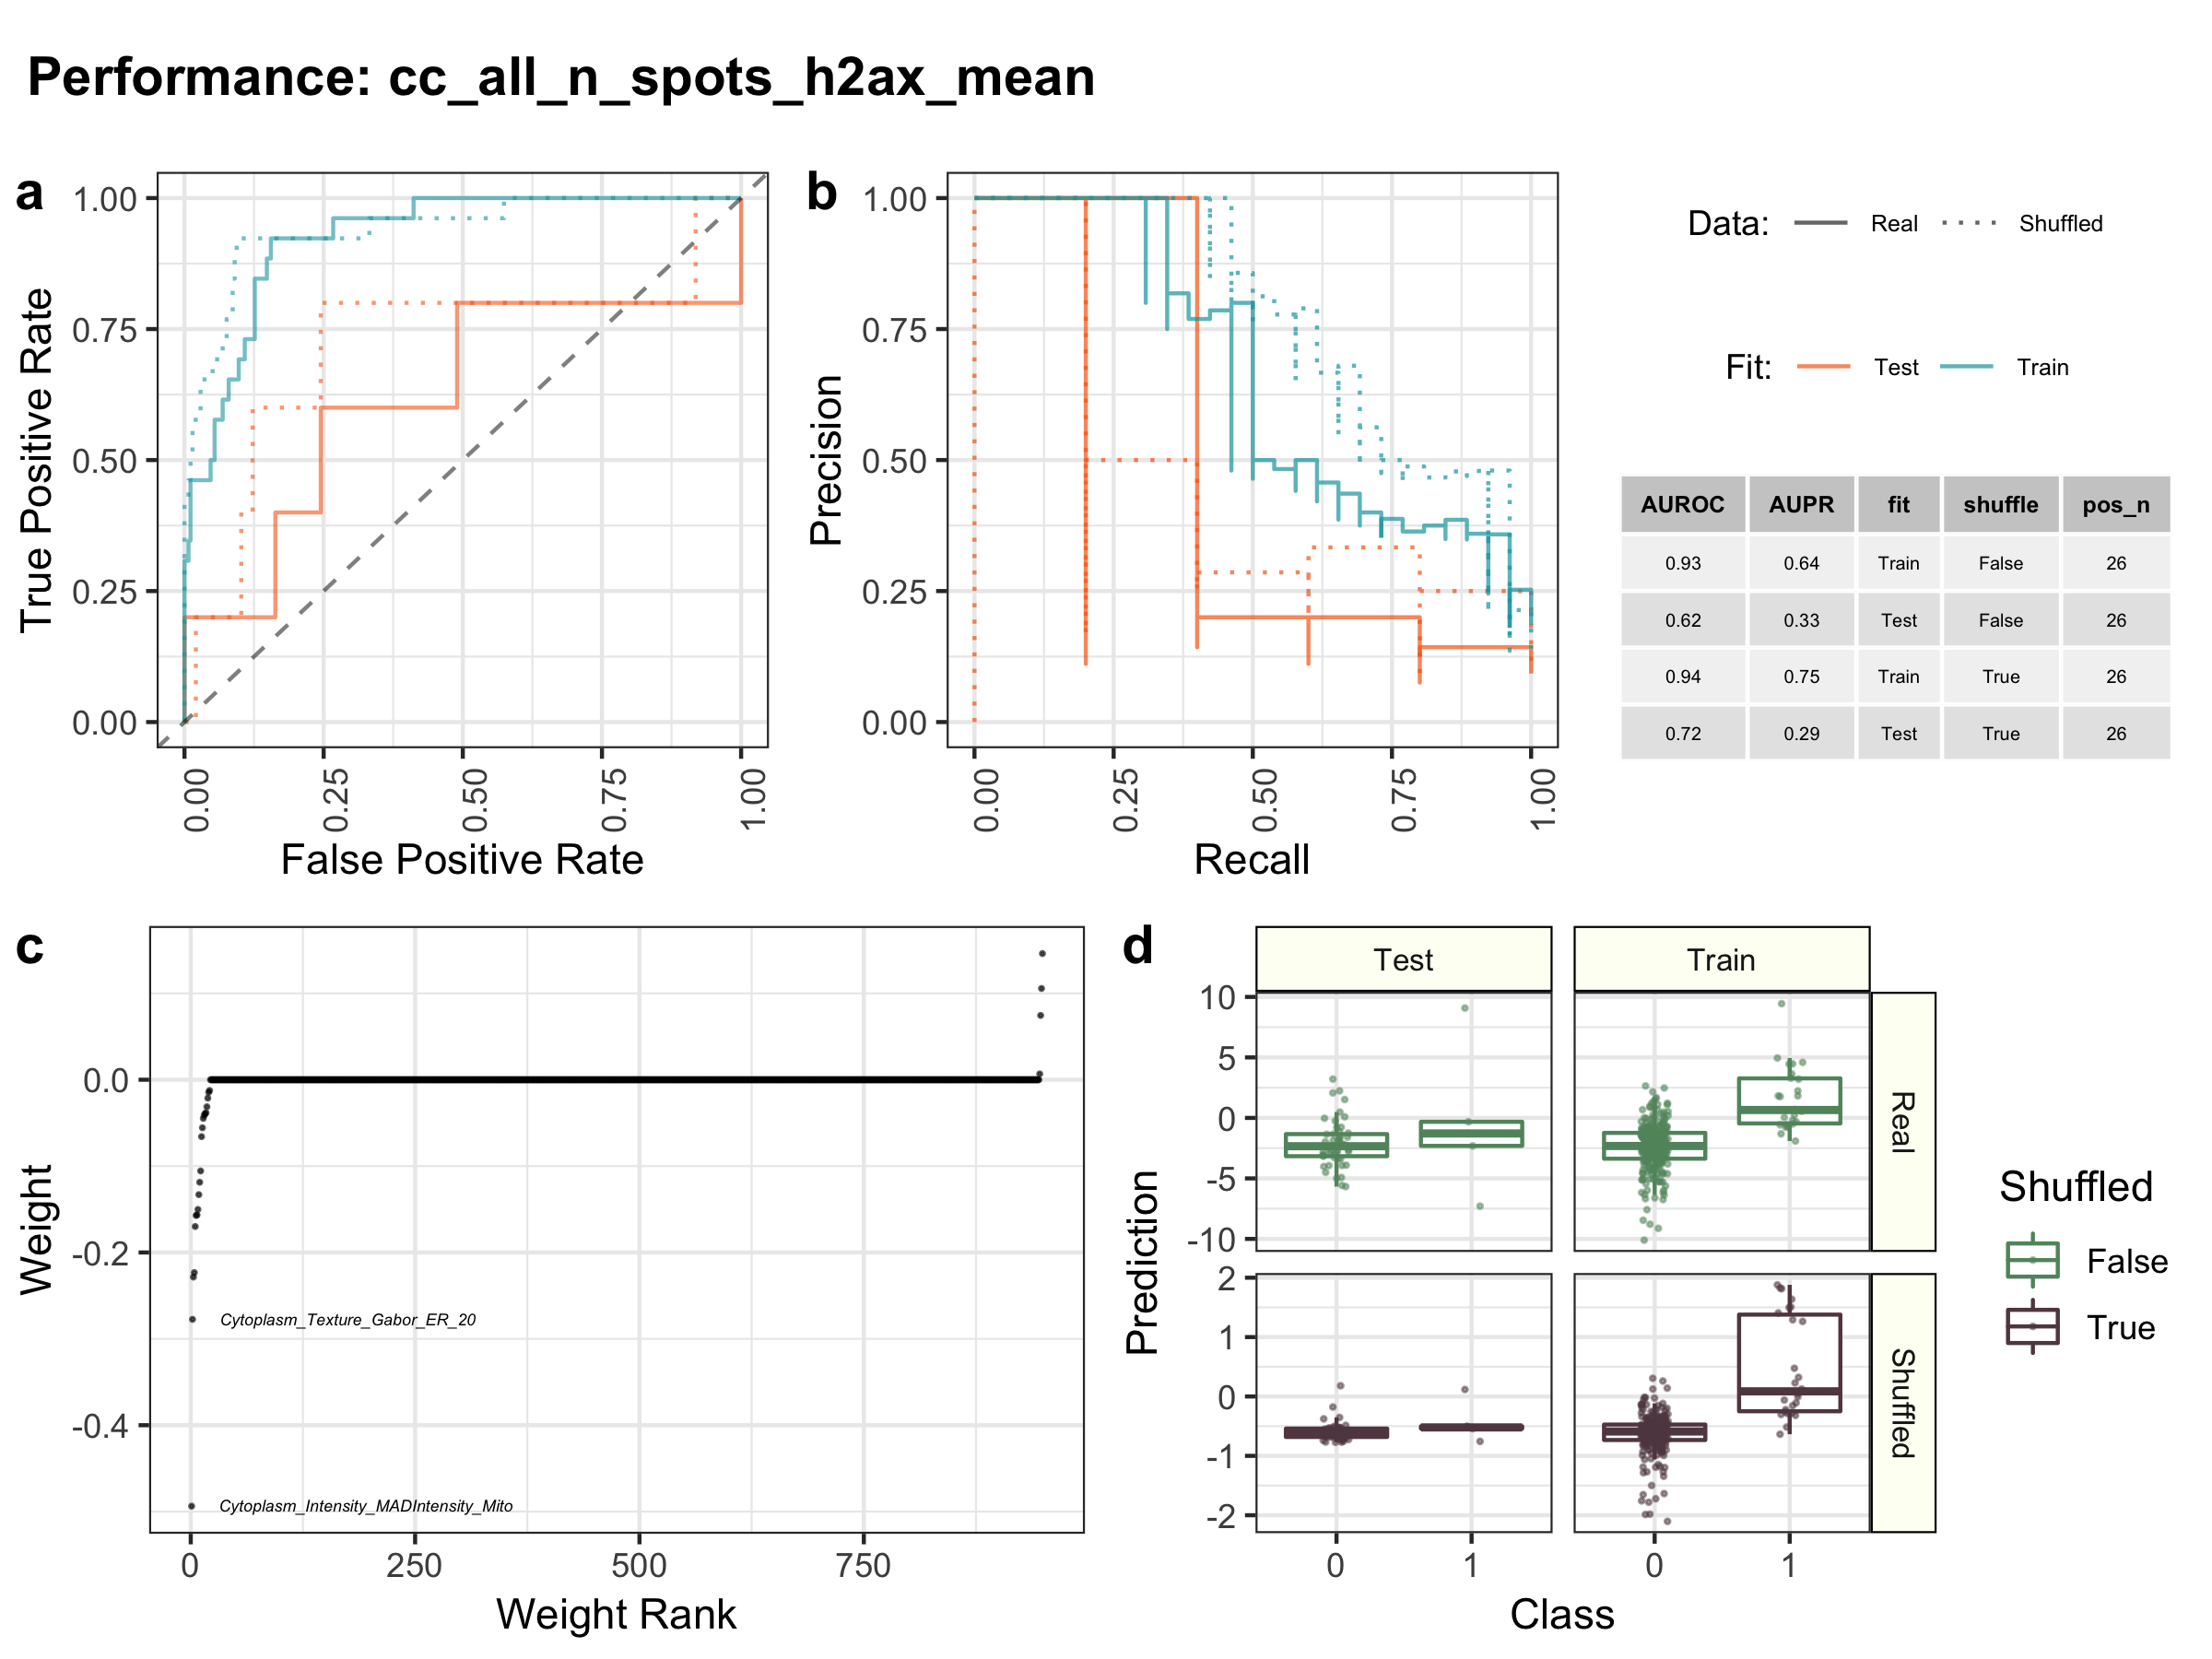 Performance: cc_all_n_spots_h2ax_mean
a
True Positive Rate
1.00
0.75
0.50
0.25
0.00
0.00 0.25 0.50 0.75 1.00
False Positive Rate
b
Precision
1.00
0.75
0.50
0.25
0.00
0.00 0.25 0.50 0.75 1.00
Recall
Data: Real Shuffled
Fit: Test Train
AUROC AUPR fit shuffle pos_n
0.93 0.64 Train False 26
0.62 0.33 Test False 26
0.94 0.75 Train True 26
0.72 0.29 Test True 26
c
Weight
0.0
-0.2
-0.4
Cytoplasm_Texture_Gabor_ER_20
Cytoplasm_Intensity_MADIntensity_Mito
0 250 500 750
Weight Rank
d
Test Train
Prediction
10
5
0
-5
-10
Real
2
1
0
-1
-2
Shuffled
0 1 0 1
Class
Shuffled
False
True